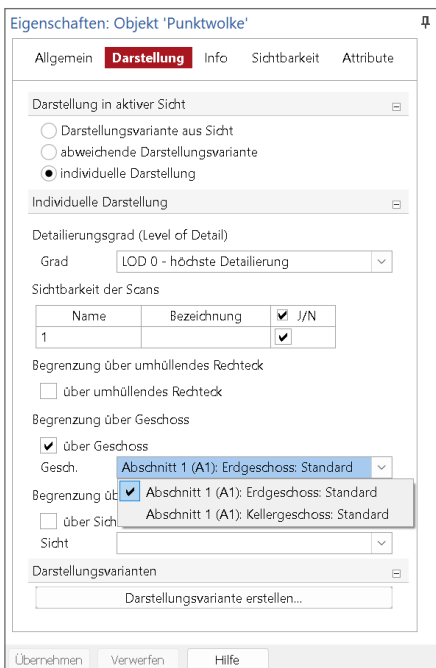 Eigenschaften: Objekt 'Punktwolke'
Allgemein Darstellung Info Sichtbarkeit Attribute
Darstellung in aktiver Sicht
Darstellungsvariante aus Sicht
abweichende Darstellungsvariante
individuelle Darstellung
Individuelle Darstellung
Detailierungsgrad (Level of Detail)
Grad LOD 0 - höchste Detailierung
Sichtbarkeit der Scans
Name Bezeichnung J/N
1
Begrenzung über umhüllendes Rechteck
über umhüllendes Rechteck
Begrenzung über Geschoss
über Geschoss
Gesch. Abschnitt 1 (A1): Erdgeschoss: Standard
Abschnitt 1 (A1): Erdgeschoss: Standard
Begrenzung üb
Abschnitt 1 (A1): Kellergeschoss: Standard
über Sich
Sicht
Darstellungsvarianten
Darstellungsvariante erstellen...
Übernehmen Verwerfen Hilfe